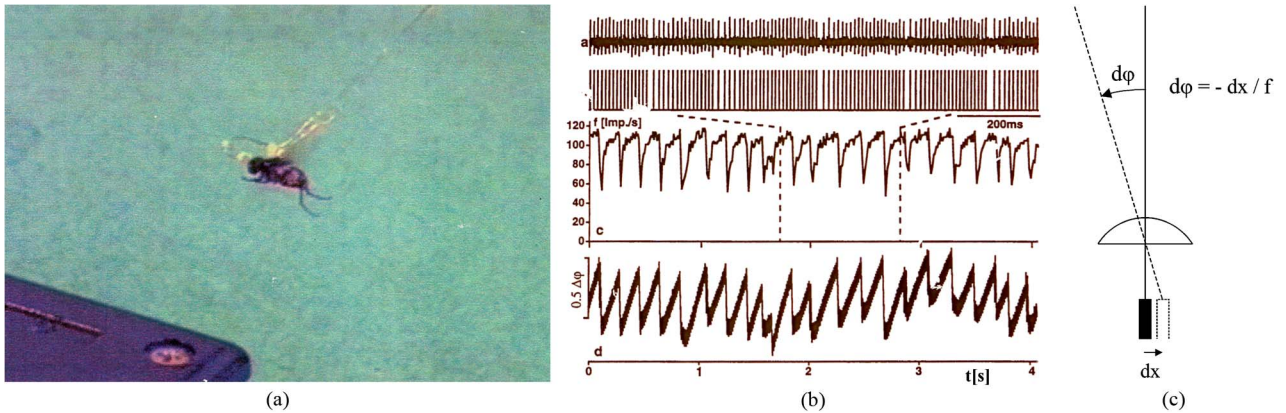 a
f [Imp./s]
200ms
120
100
80
60
40
20
0
c
0.5 Δφ
d
0
1
2
3
4
t[s]
dφ
dφ = - dx / f
dx
(a)
(b)
(c)